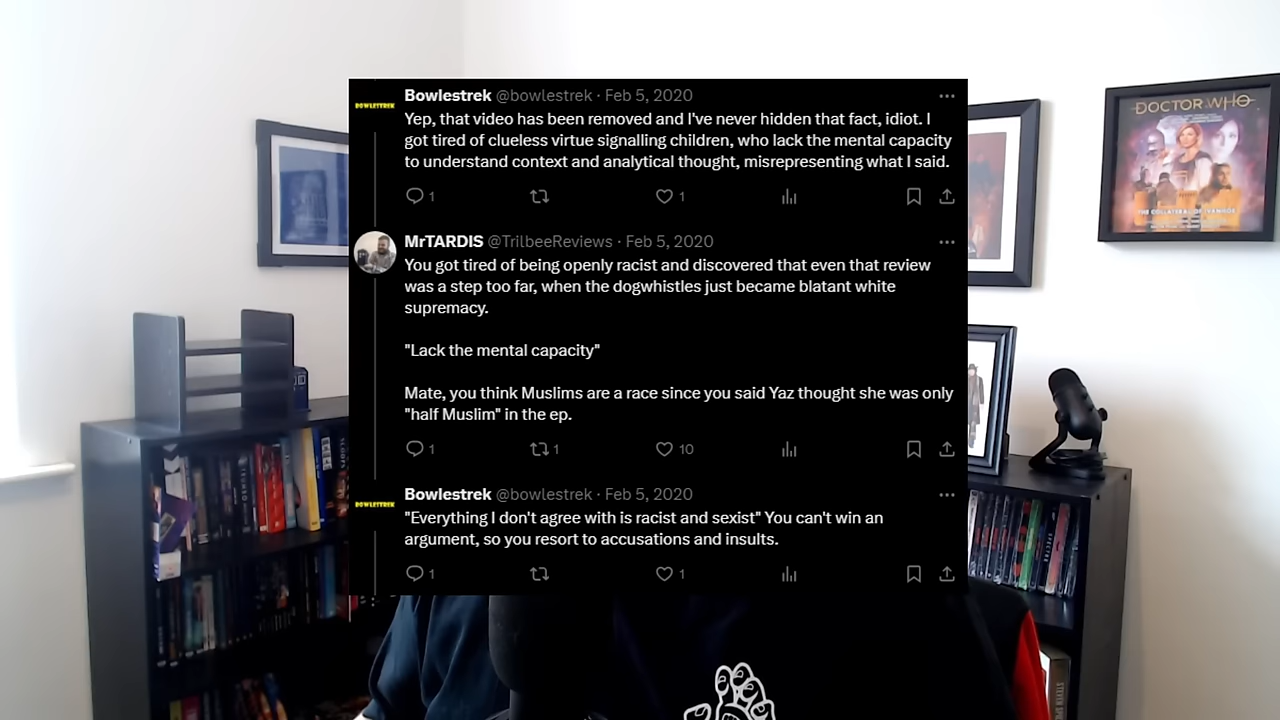 BOWLESTREK
Bowlestrek @bowlestrek · Feb 5, 2020
Yep, that video has been removed and I've never hidden that fact, idiot. I
got tired of clueless virtue signalling children, who lack the mental capacity
to understand context and analytical thought, misrepresenting what I said.
1
1
MrTARDIS @TrilbeeReviews · Feb 5, 2020
You got tired of being openly racist and discovered that even that review
was a step too far, when the dogwhistles just became blatant white
supremacy.
"Lack the mental capacity"
Mate, you think Muslims are a race since you said Yaz thought she was only
"half Muslim" in the ep.
1
1
10
BOWLESTREK
Bowlestrek @bowlestrek · Feb 5, 2020
"Everything I don't agree with is racist and sexist" You can't win an
argument, so you resort to accusations and insults.
1
1
DOCTOR WHO
THE COLLATERAL OF